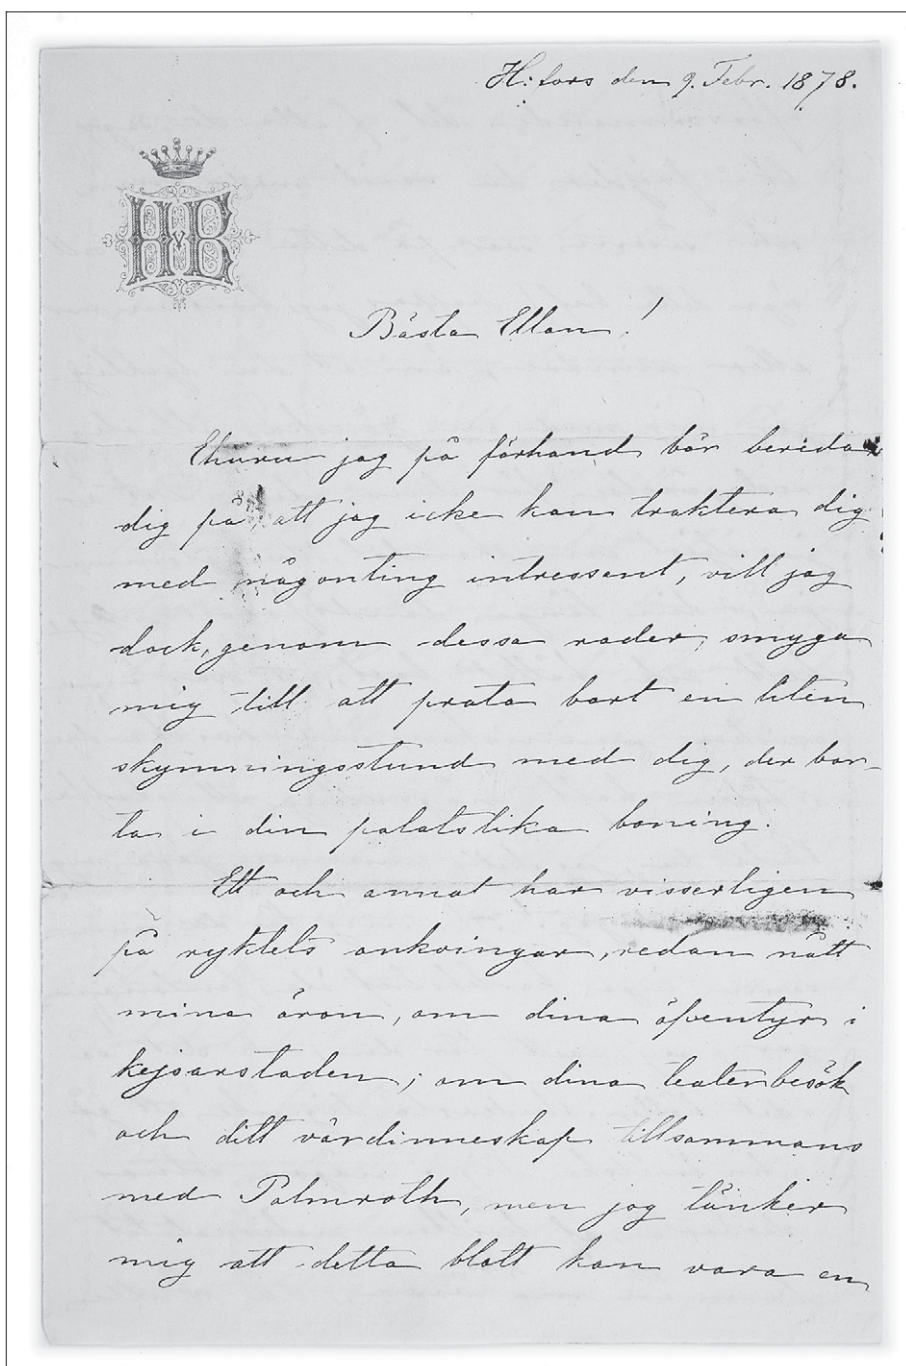 H:fors den 9. Febr. 1878.
HvB
Bästa Ellan!
Ehuru jag på förhand bör bereda
dig på, att jag icke kan traktera dig
med någonting intressent, vill jag
dock, genom dessa rader, smyga
mig till att prata bort en liten
skymningsstund med dig, der bor-
ta i din palatslika boning.
Ett och annat har visserligen
på ryktets ankvingar, redan nått
mina öron, om dina äfventyr i
kejsarstaden; om dina teaterbesök
och ditt värdinneskap tillsammans
med Palmroth, men jag tänker
mig att detta blott kan vara en